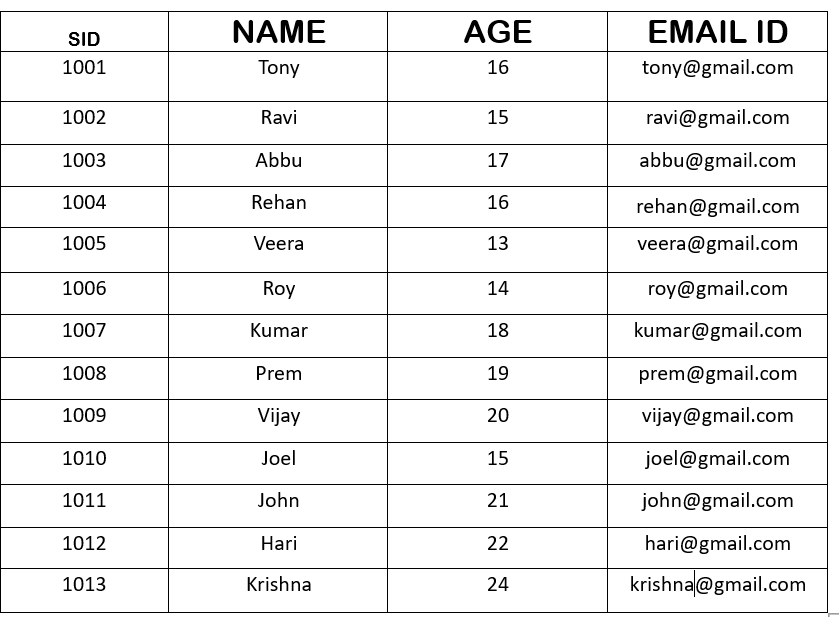 SID NAME AGE EMAIL ID
1001 Tony 16 tony@gmail.com
1002 Ravi 15 ravi@gmail.com
1003 Abbu 17 abbu@gmail.com
1004 Rehan 16 rehan@gmail.com
1005 Veera 13 veera@gmail.com
1006 Roy 14 roy@gmail.com
1007 Kumar 18 kumar@gmail.com
1008 Prem 19 prem@gmail.com
1009 Vijay 20 vijay@gmail.com
1010 Joel 15 joel@gmail.com
1011 John 21 john@gmail.com
1012 Hari 22 hari@gmail.com
1013 Krishna 24 krishna@gmail.com